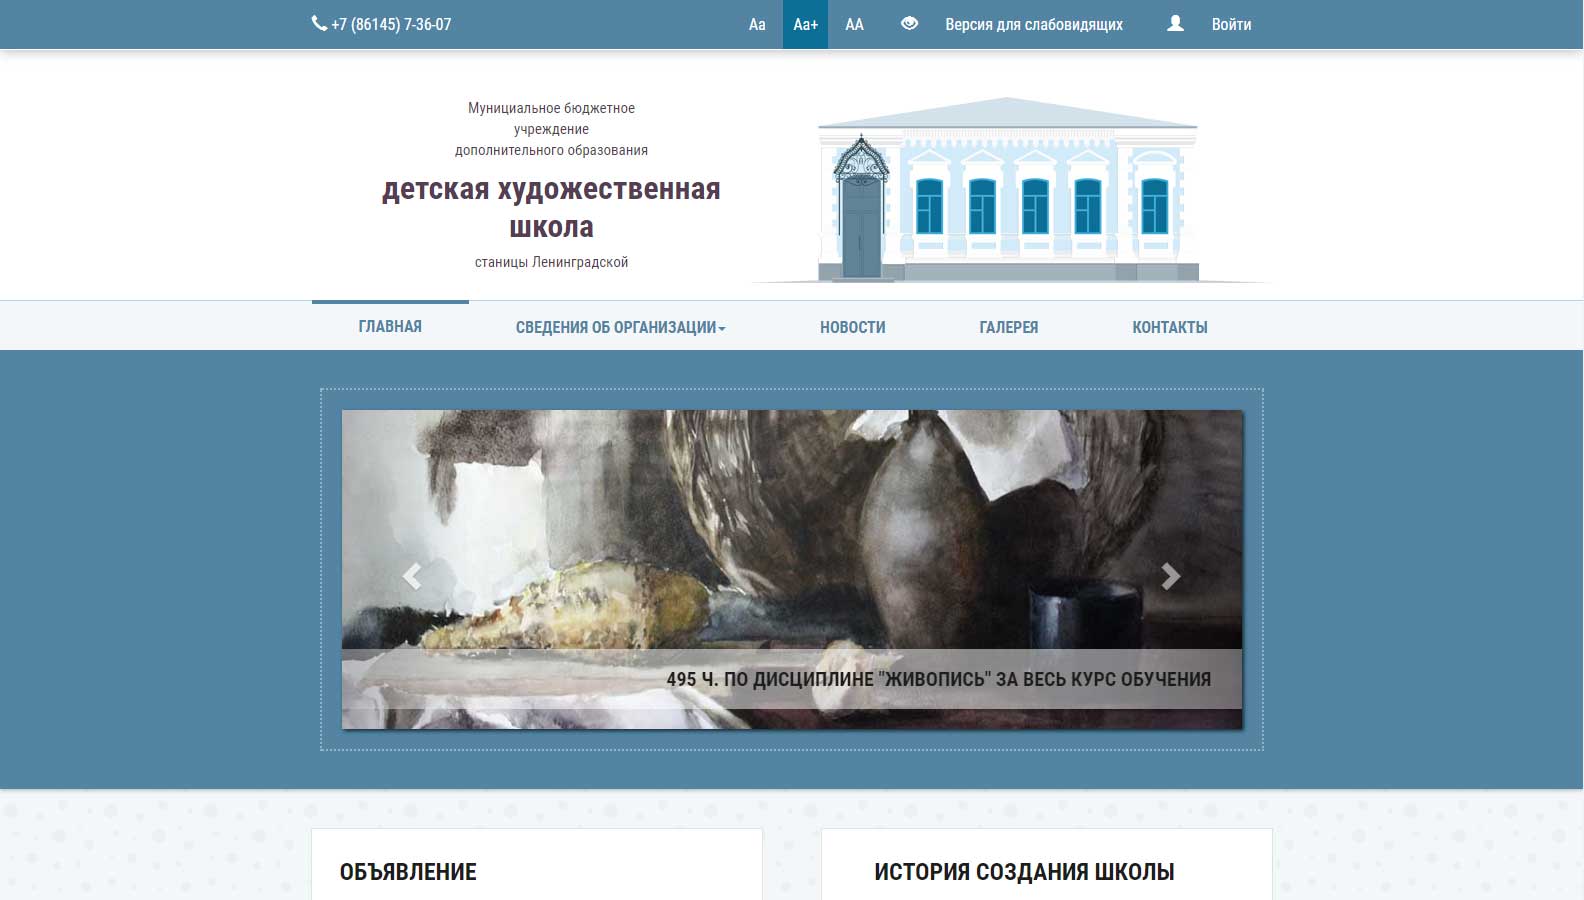 +7 (86145) 7-36-07
Aa
Aa+
AA
Версия для слабовидящих
Войти
Муниципальное бюджетное
учреждение
дополнительного образования
детская художественная
школа
станицы Ленинградской
ГЛАВНАЯ
СВЕДЕНИЯ ОБ ОРГАНИЗАЦИИ
НОВОСТИ
ГАЛЕРЕЯ
КОНТАКТЫ
495 Ч. ПО ДИСЦИПЛИНЕ "ЖИВОПИСЬ" ЗА ВЕСЬ КУРС ОБУЧЕНИЯ
ОБЪЯВЛЕНИЕ
ИСТОРИЯ СОЗДАНИЯ ШКОЛЫ